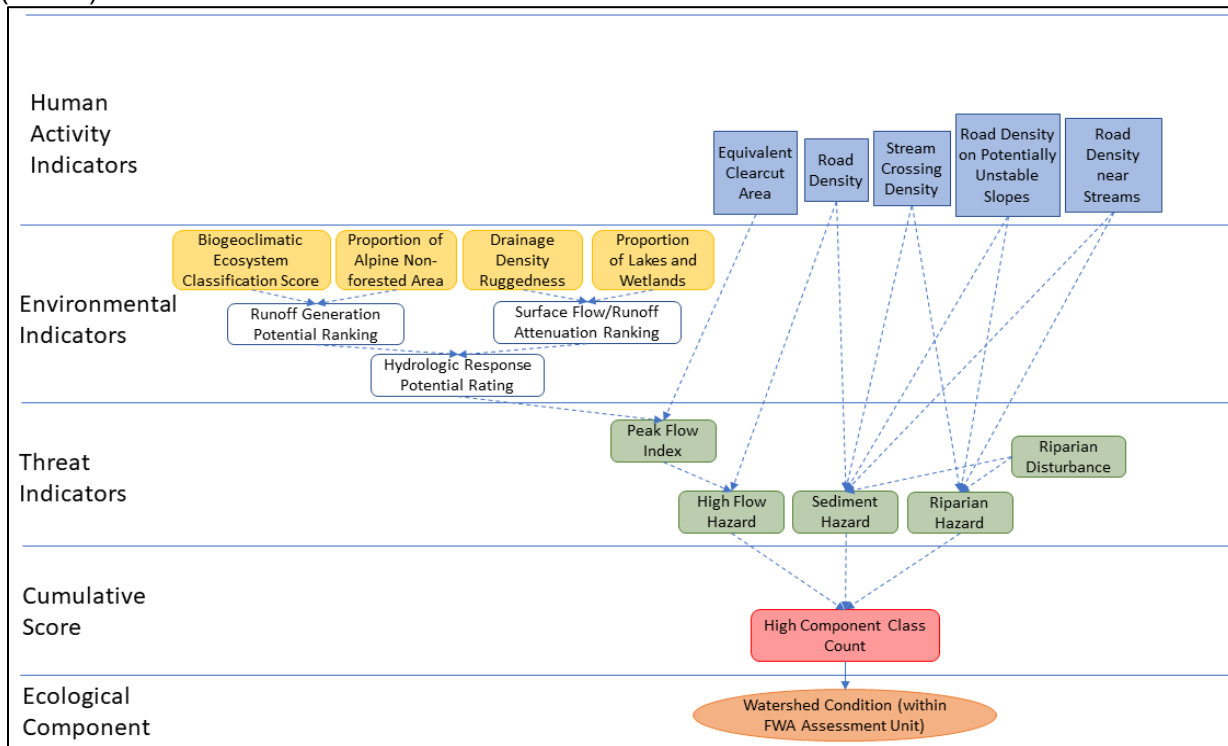 Human
Activity
Indicators
Equivalent
Clearcut
Area
Road
Density
Stream
Crossing
Density
Road Density
on Potentially
Unstable
Slopes
Road
Density
near
Streams
Environmental
Indicators
Biogeoclimatic
Ecosystem
Classification Score
Proportion of
Alpine Non-
forested Area
Drainage
Density
Ruggedness
Proportion
of Lakes and
Wetlands
Runoff Generation
Potential Ranking
Surface Flow/Runoff
Attenuation Ranking
Hydrologic Response
Potential Rating
Threat
Indicators
Peak Flow
Index
Riparian
Disturbance
High Flow
Hazard
Sediment
Hazard
Riparian
Hazard
Cumulative
Score
High Component Class
Count
Ecological
Component
Watershed Condition (within
FWA Assessment Unit)